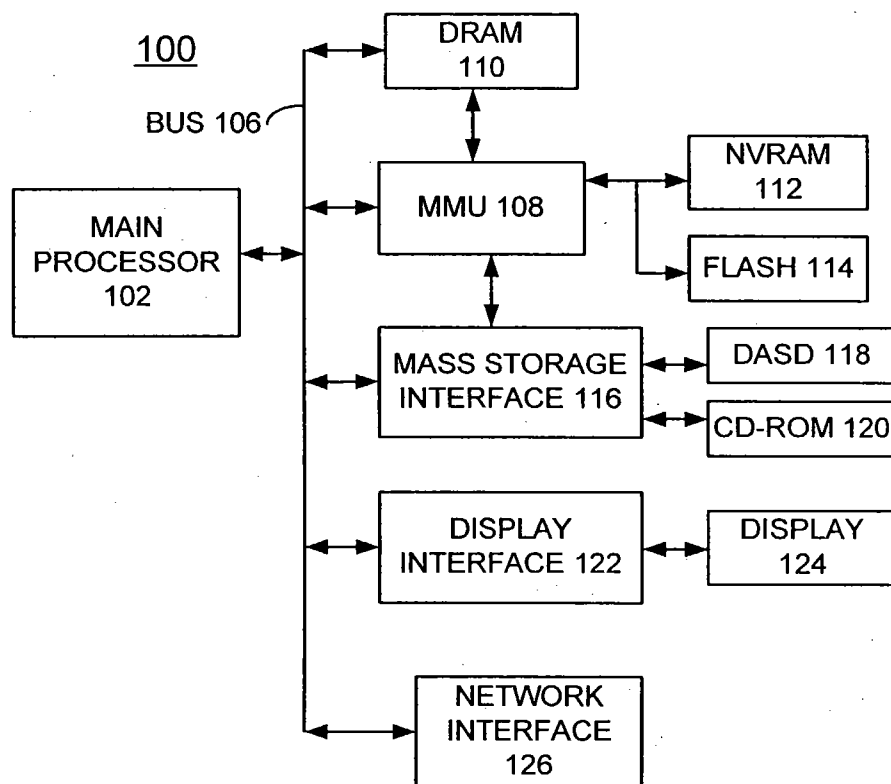 100
DRAM
110
BUS 106
NVRAM
112
MMU 108
MAIN
PROCESSOR
102
FLASH 114
MASS STORAGE
INTERFACE 116
DASD 118
CD-ROM 120
DISPLAY
INTERFACE 122
DISPLAY
124
NETWORK
INTERFACE
126